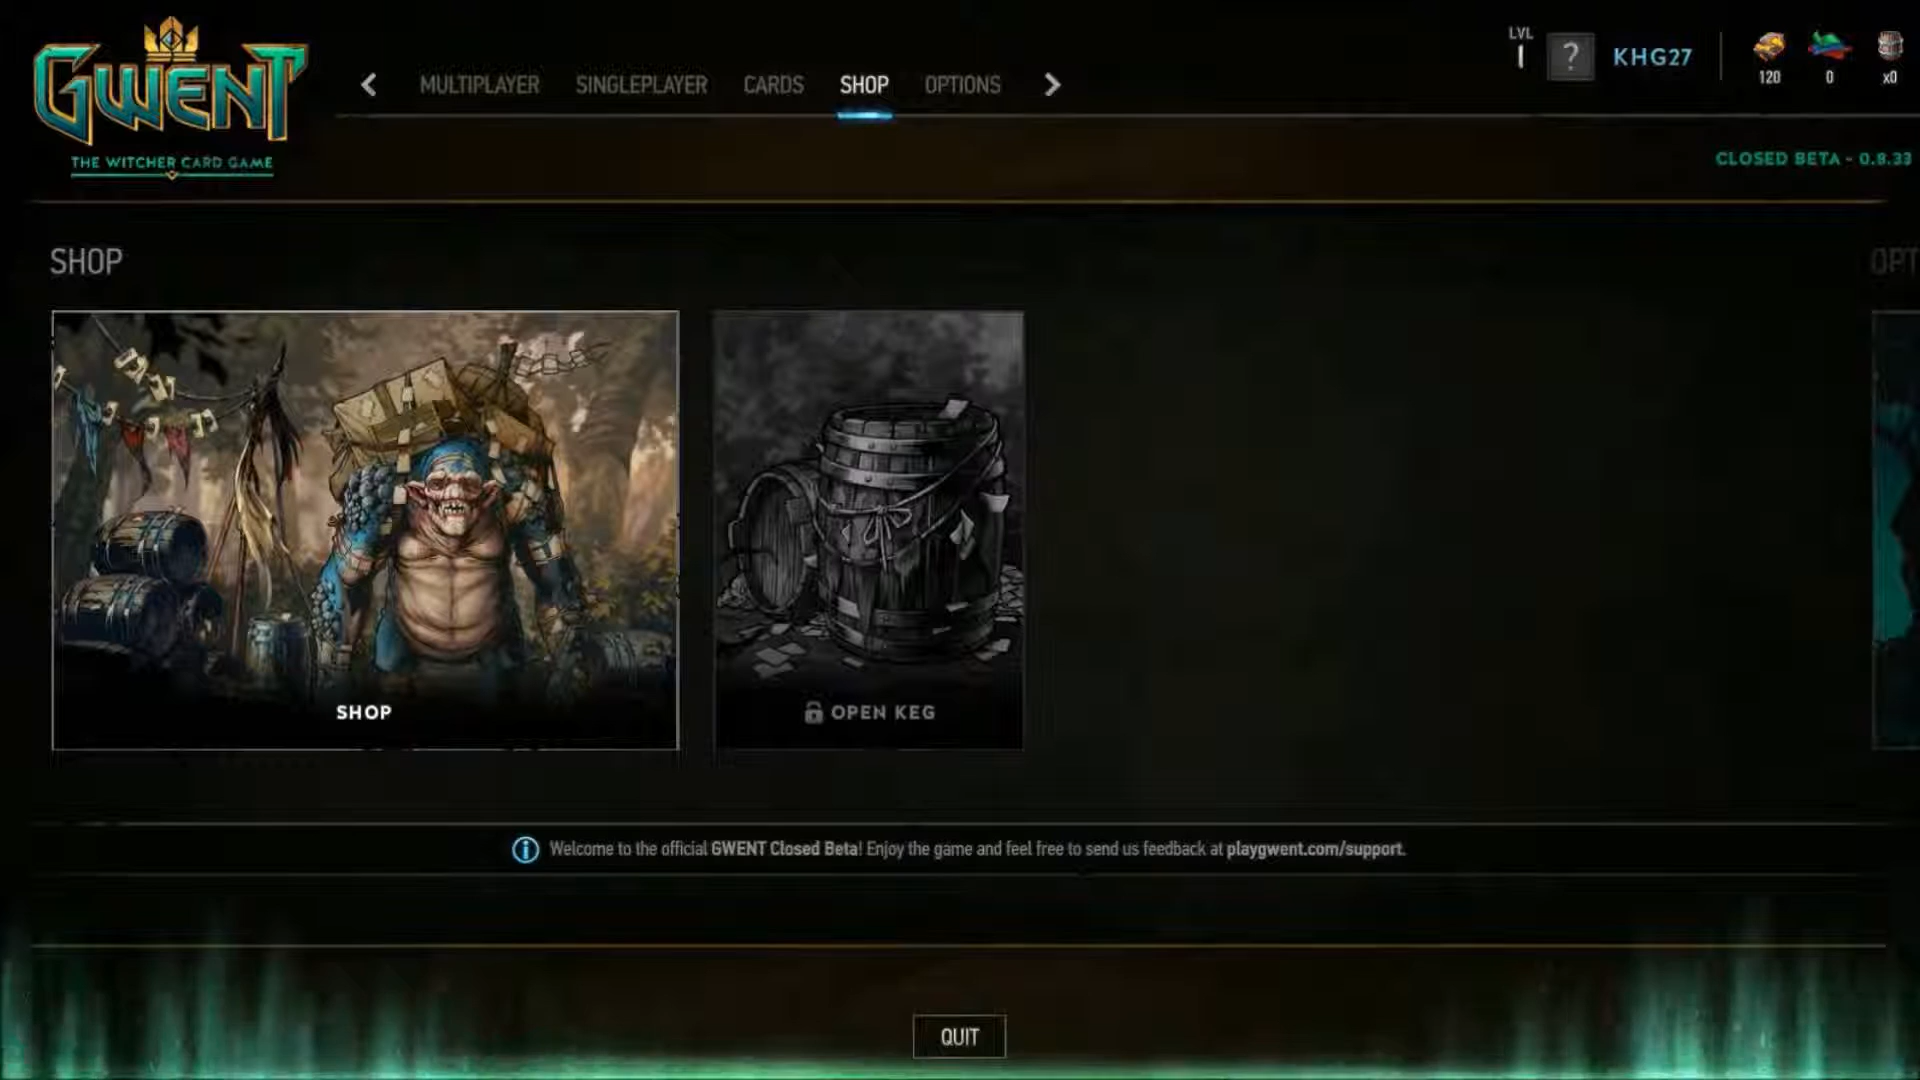 GWENT
THE WITCHER CARD GAME
MULTIPLAYER SINGLEPLAYER CARDS SHOP OPTIONS
LVL
1
?
KHG27
120 0 x0
CLOSED BETA - 0.8.33
SHOP
OPT
SHOP
OPEN KEG
Welcome to the official GWENT Closed Beta! Enjoy the game and feel free to send us feedback at playgwent.com/support.
QUIT